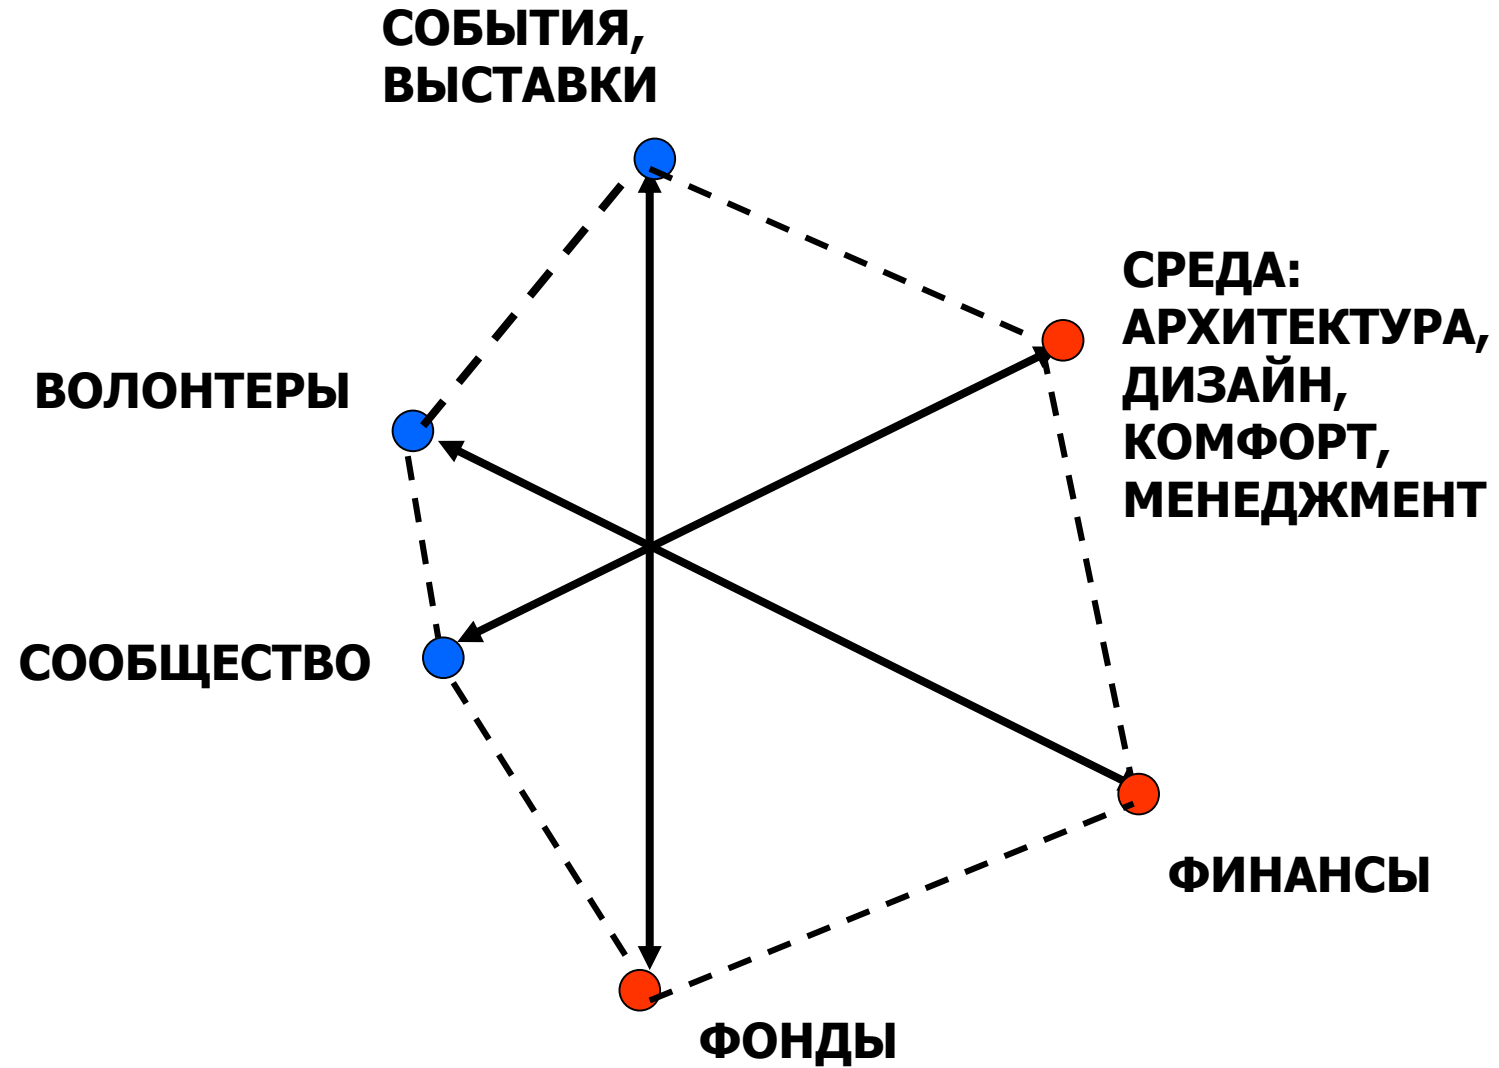 СОБЫТИЯ,
ВЫСТАВКИ
СРЕДА:
АРХИТЕКТУРА,
ДИЗАЙН,
КОМФОРТ,
МЕНЕДЖМЕНТ
ВОЛОНТЕРЫ
СООБЩЕСТВО
ФИНАНСЫ
ФОНДЫ